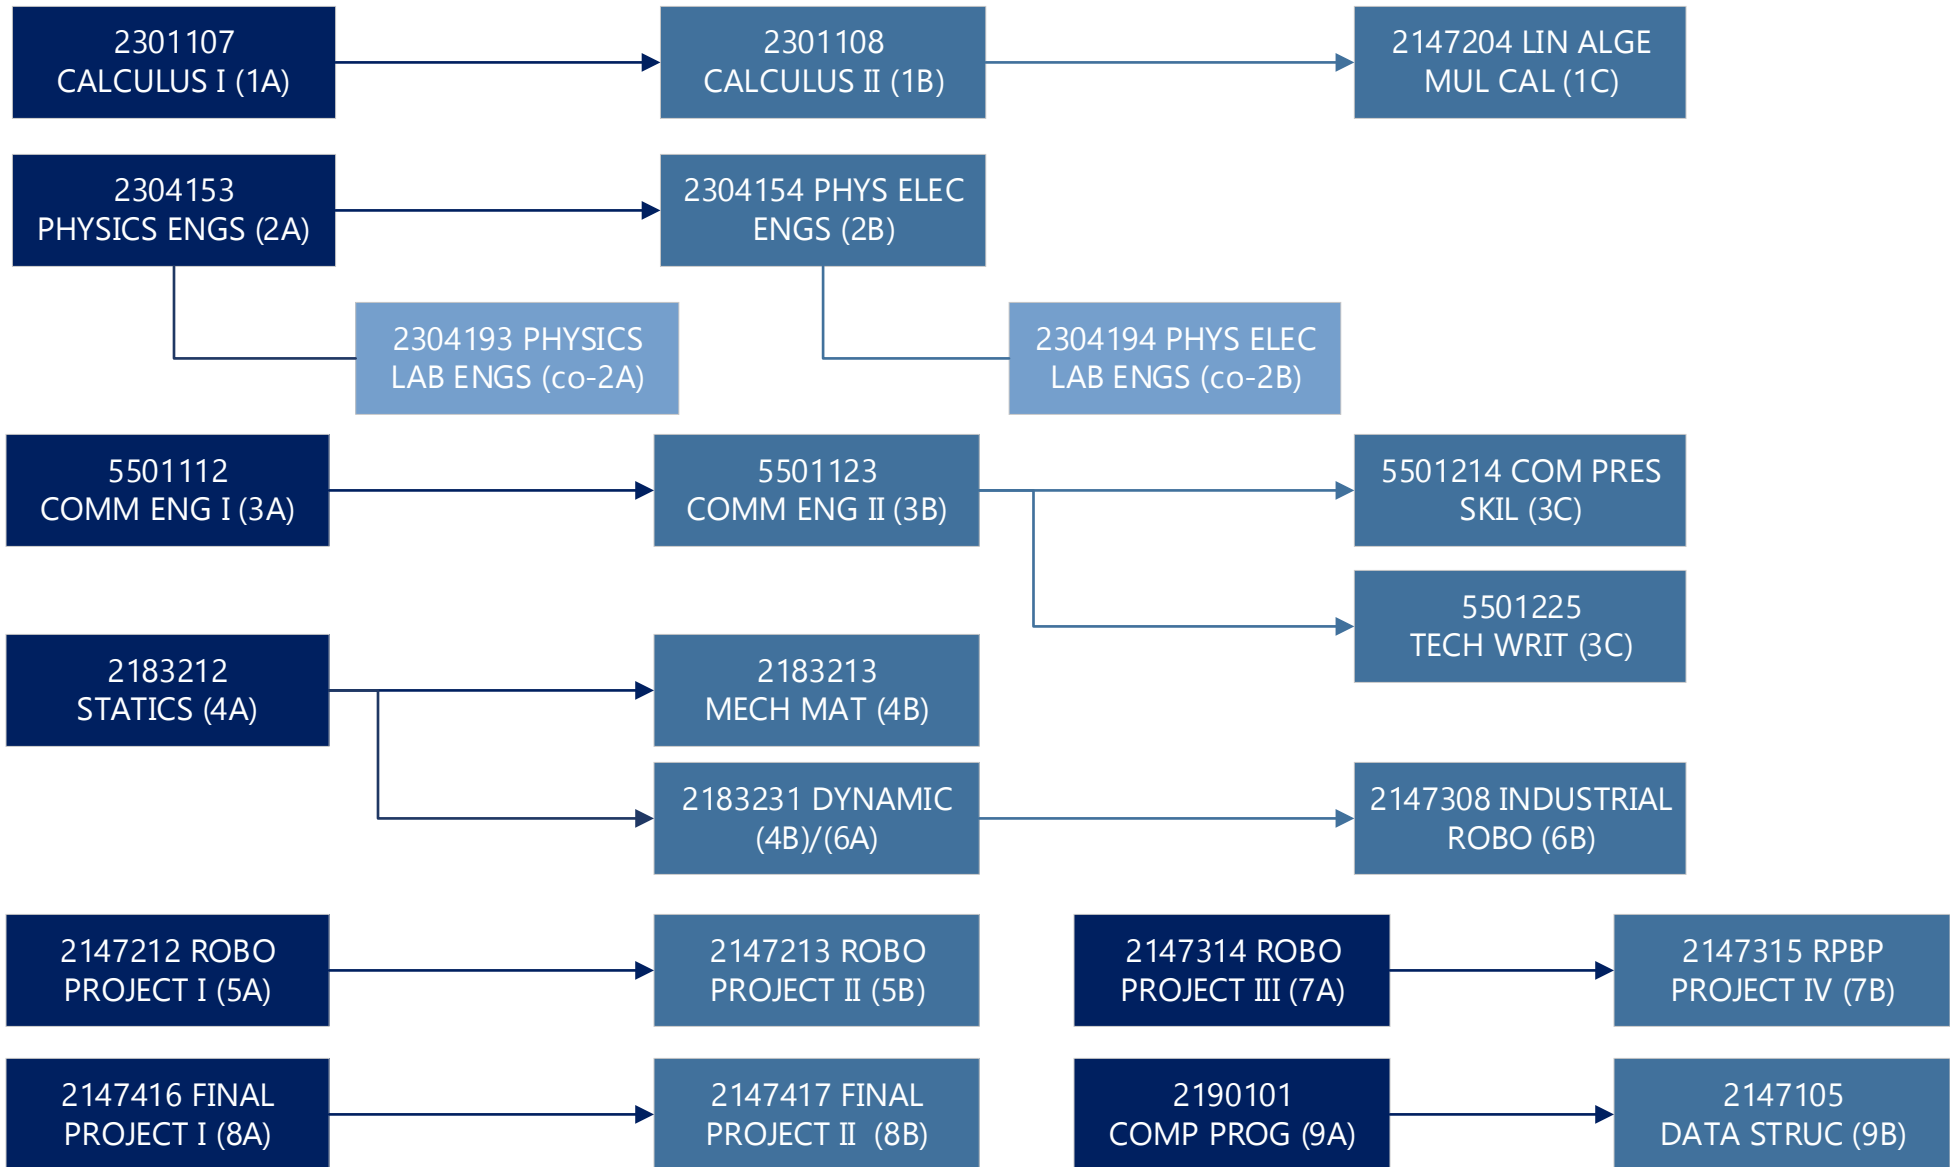 2301107
CALCULUS I (1A)
2301108
CALCULUS II (1B)
2147204 LIN ALGE
MUL CAL (1C)
2304153
PHYSICS ENGS (2A)
2304154 PHYS ELEC
ENGS (2B)
2304193 PHYSICS
LAB ENGS (co-2A)
2304194 PHYS ELEC
LAB ENGS (co-2B)
5501112
COMM ENG I (3A)
5501123
COMM ENG II (3B)
5501214 COM PRES
SKIL (3C)
5501225
TECH WRIT (3C)
2183212
STATICS (4A)
2183213
MECH MAT (4B)
2183231 DYNAMIC
(4B)/(6A)
2147308 INDUSTRIAL
ROBO (6B)
2147212 ROBO
PROJECT I (5A)
2147213 ROBO
PROJECT II (5B)
2147314 ROBO
PROJECT III (7A)
2147315 RPBP
PROJECT IV (7B)
2147416 FINAL
PROJECT I (8A)
2147417 FINAL
PROJECT II (8B)
2190101
COMP PROG (9A)
2147105
DATA STRUC (9B)